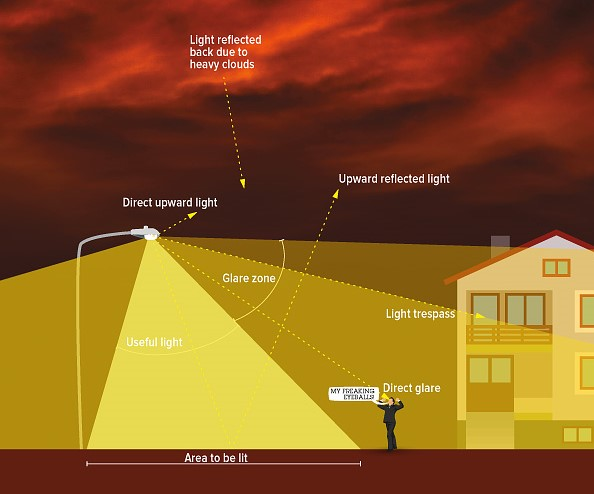 Light reflected
back due to
heavy clouds
Upward reflected light
Direct upward light
Glare zone
Light trespass
Useful light
MY FREAKING
EYEBALLS!
Direct glare
Area to be lit